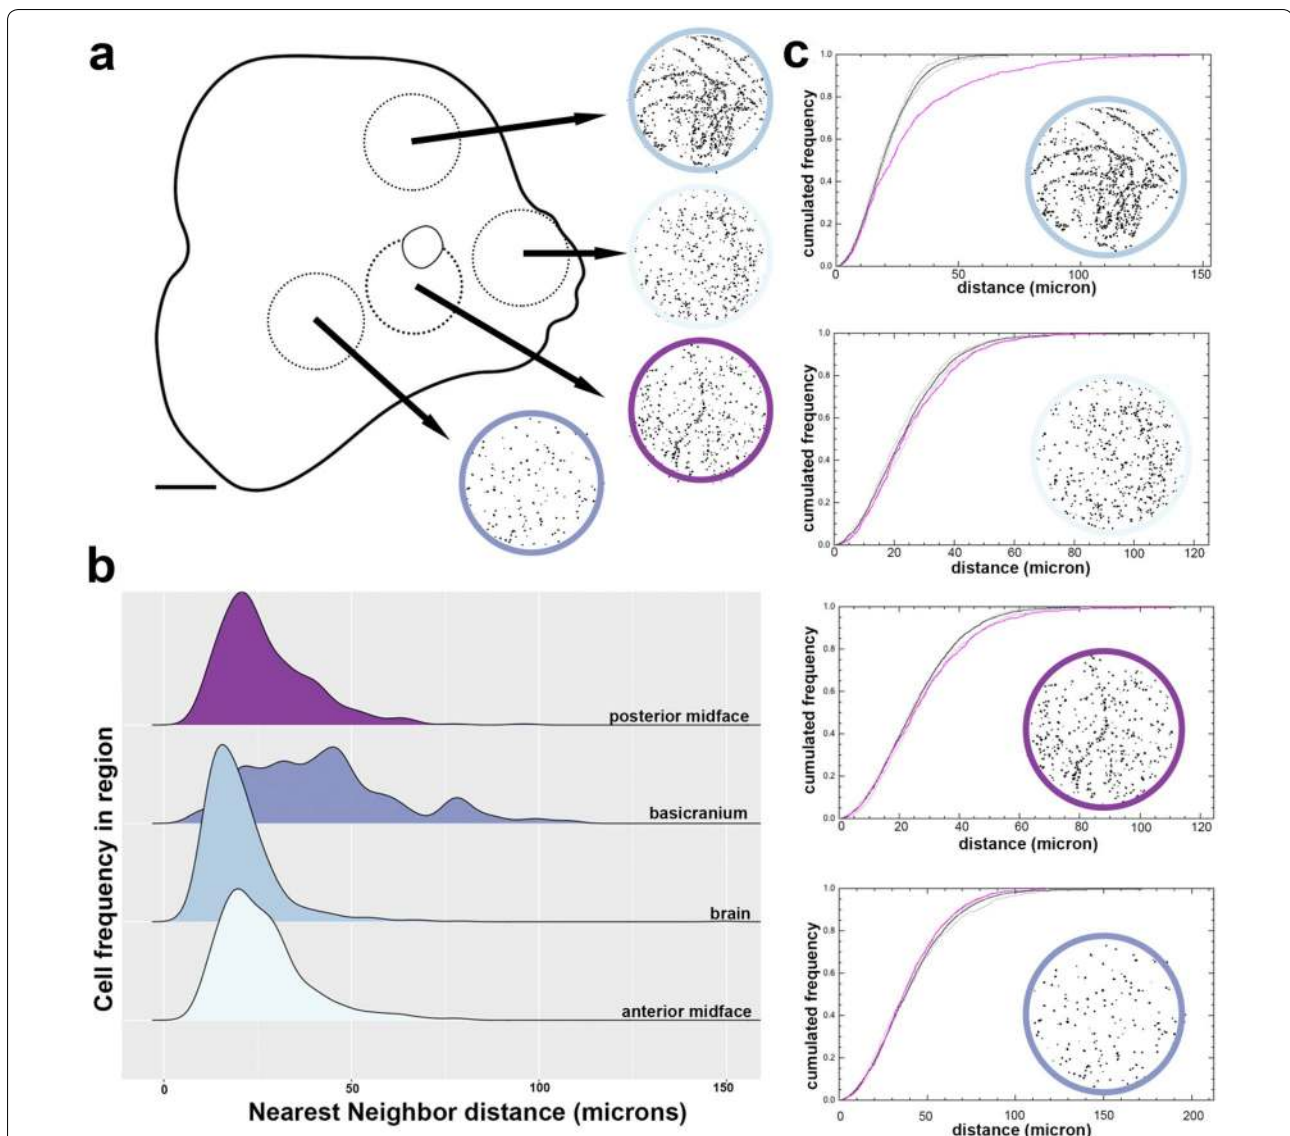 a
b
Cell frequency in region
posterior midface
basicranium
brain
anterior midface
0 50 100 150
Nearest Neighbor distance (microns)
c
cumulated frequency
1.0
0.8
0.6
0.4
0.2
0.0
0 50 100 150
distance (micron)
cumulated frequency
1.0
0.8
0.6
0.4
0.2
0.0
0 20 40 60 80 100 120
distance (micron)
cumulated frequency
1.0
0.8
0.6
0.4
0.2
0.0
0 20 40 60 80 100 120
distance (micron)
cumulated frequency
1.0
0.8
0.6
0.4
0.2
0.0
0 50 100 150 200
distance (micron)